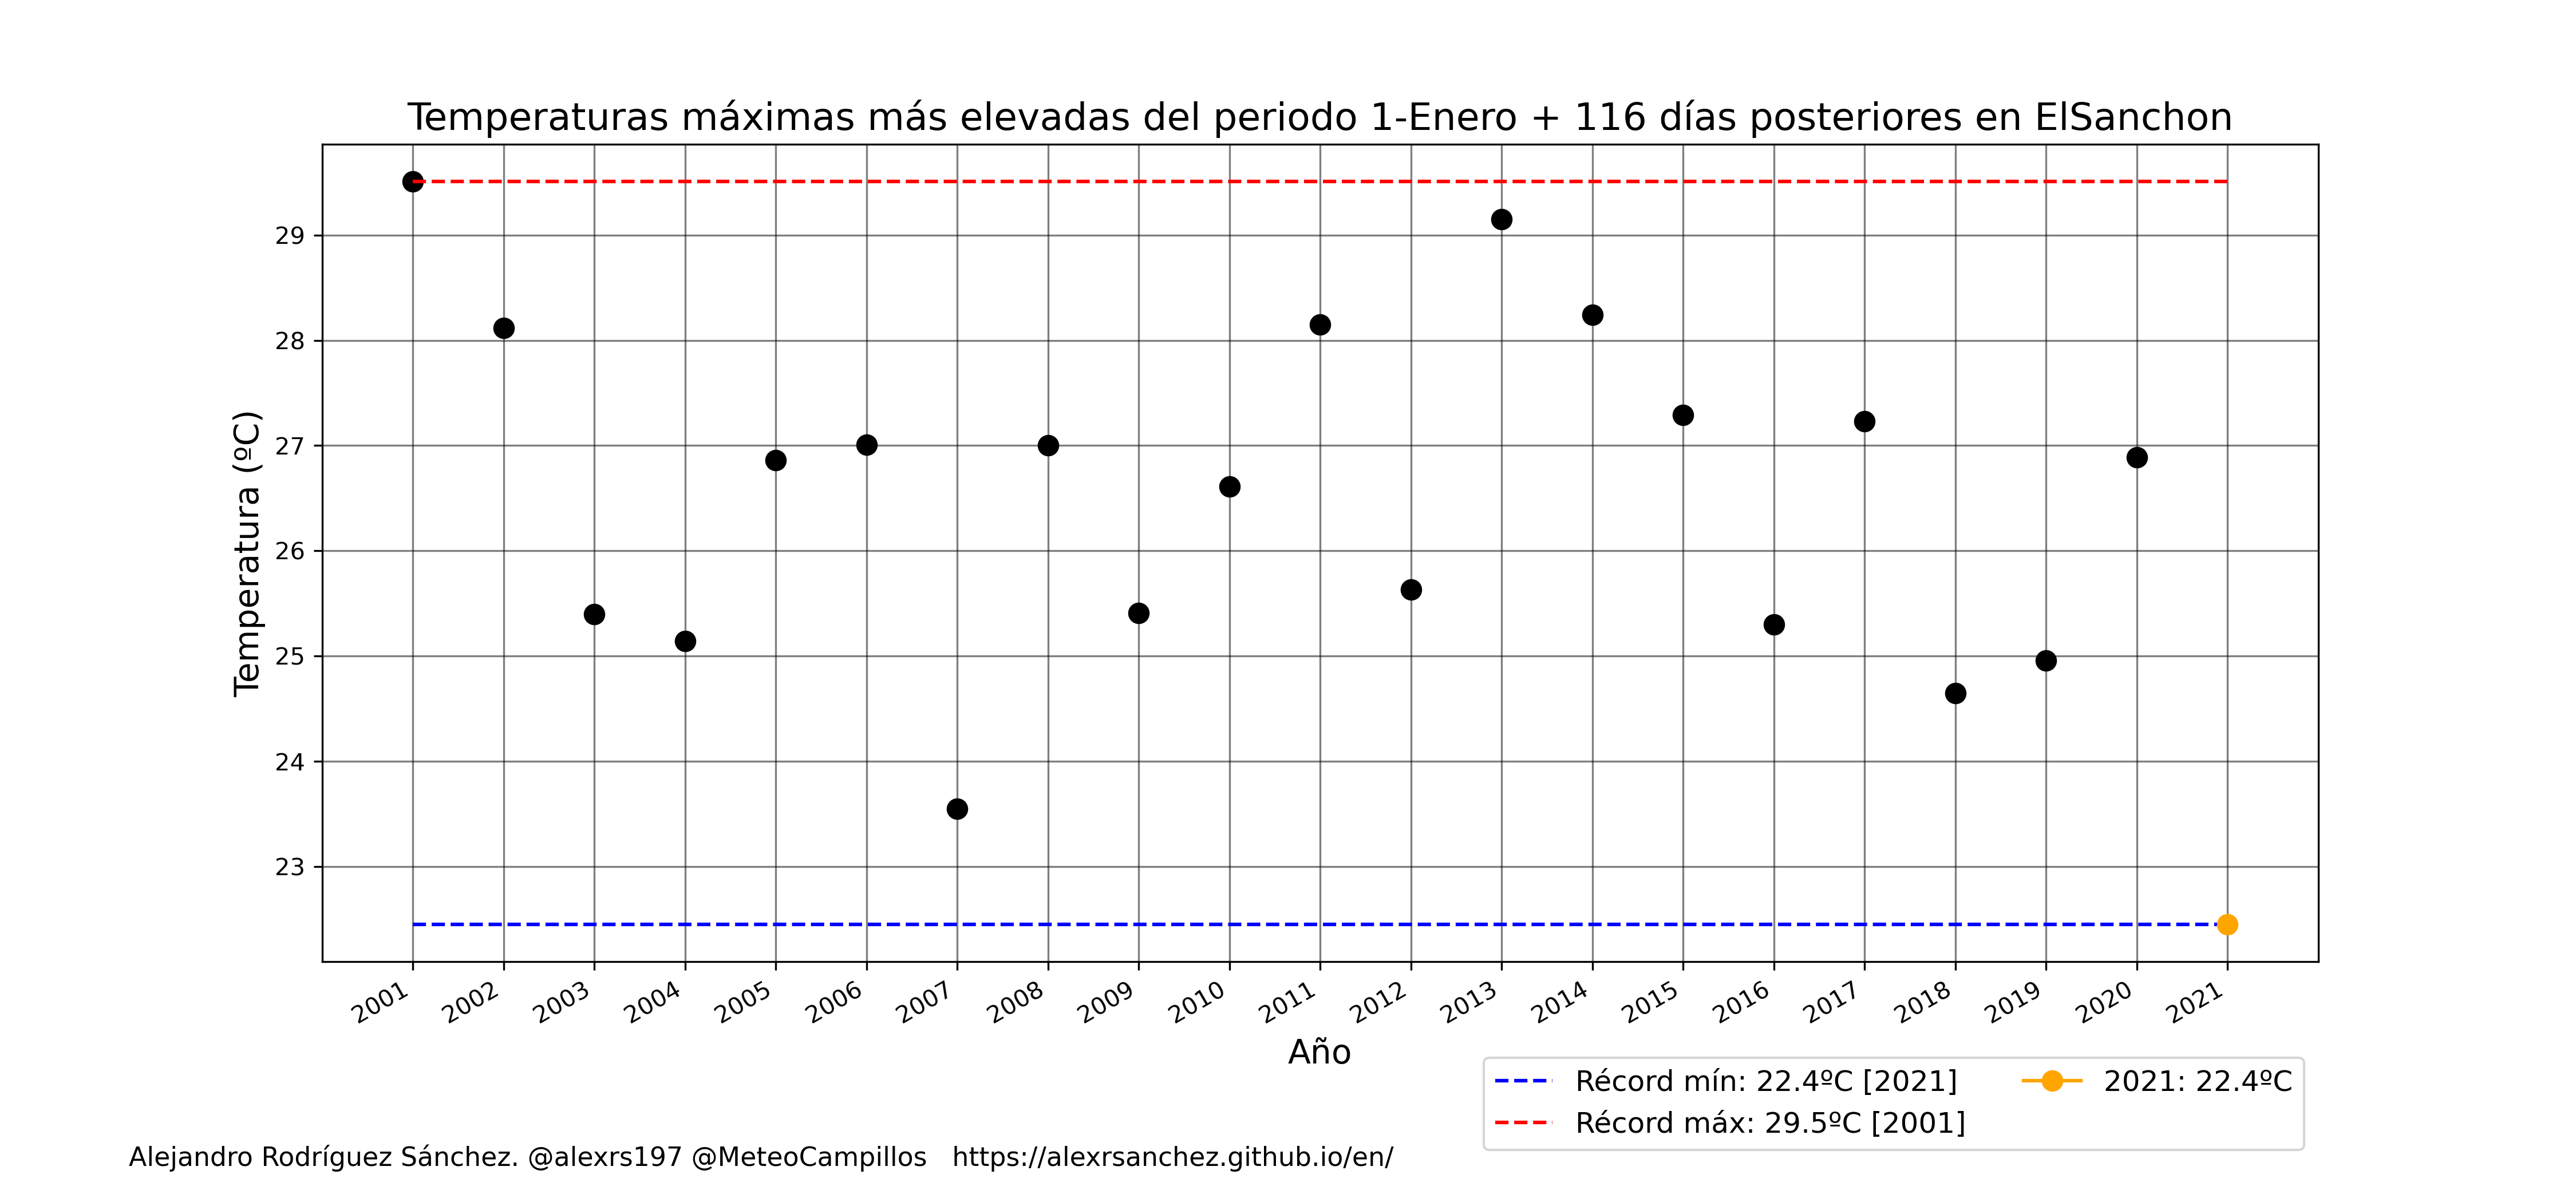 Temperaturas máximas más elevadas del periodo 1-Enero + 116 días posteriores en ElSanchon
Temperatura (ºC)
29
28
27
26
25
24
23
2001 2002 2003 2004 2005 2006 2007 2008 2009 2010 2011 2012 2013 2014 2015 2016 2017 2018 2019 2020 2021
Año
Récord mín: 22.4ºC [2021]
Récord máx: 29.5ºC [2001]
2021: 22.4ºC
Alejandro Rodríguez Sánchez. @alexrs197 @MeteoCampillos https://alexrsanchez.github.io/en/